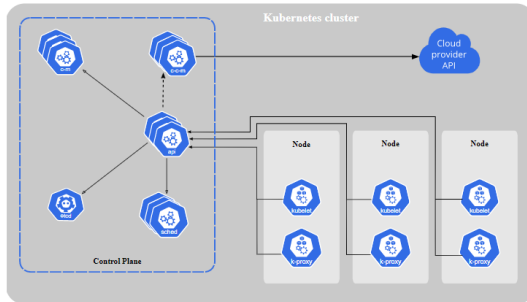 Kubernetes cluster
c-m
c-c-m
Cloud
provider
API
api
Node
Node
Node
etcd
sched
kubelet
kubelet
kubelet
k-proxy
k-proxy
k-proxy
Control Plane